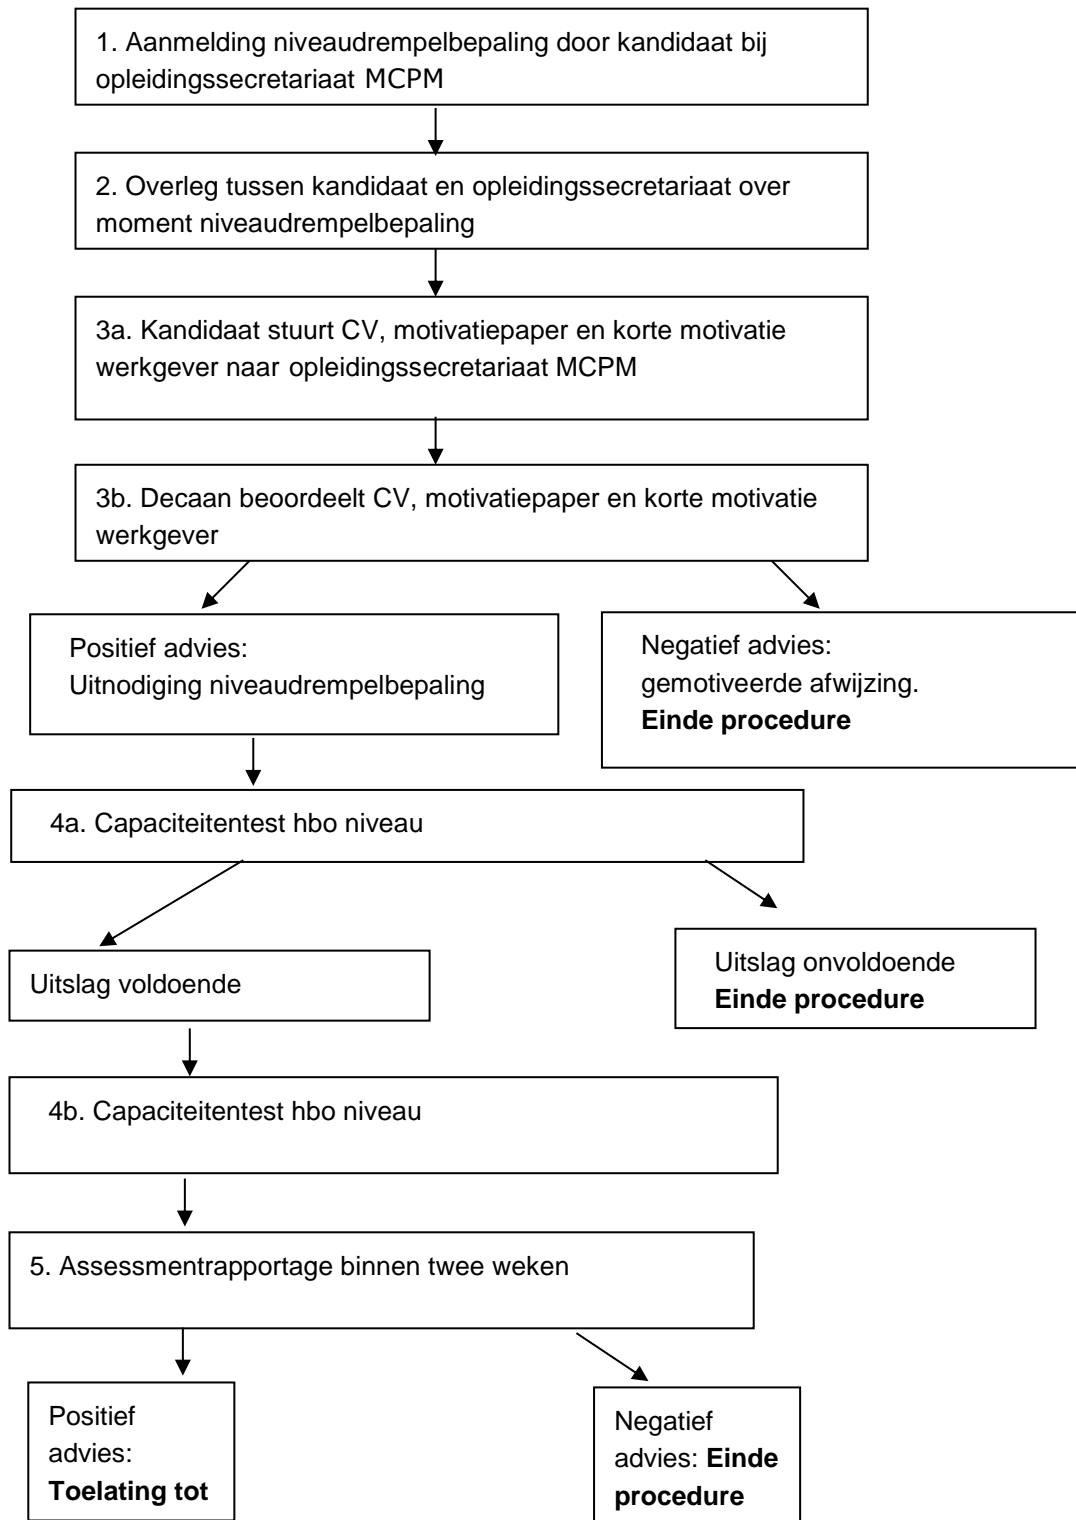 1. Aanmelding niveaudrempelbepaling door kandidaat bij
opleidingssecretariaat MCPM
2. Overleg tussen kandidaat en opleidingssecretariaat over
moment niveaudrempelbepaling
3a. Kandidaat stuurt CV, motivatiepaper en korte motivatie
werkgever naar opleidingssecretariaat MCPM
3b. Decaan beoordeelt CV, motivatiepaper en korte motivatie
werkgever
Positief advies:
Uitnodiging niveaudrempelbepaling
Negatief advies:
gemotiveerde afwijzing.
Einde procedure
4a. Capaciteitentest hbo niveau
Uitslag voldoende
Uitslag onvoldoende
Einde procedure
4b. Capaciteitentest hbo niveau
5. Assessmentrapportage binnen twee weken
Positief
advies:
Toelating tot
Negatief
advies: Einde
procedure